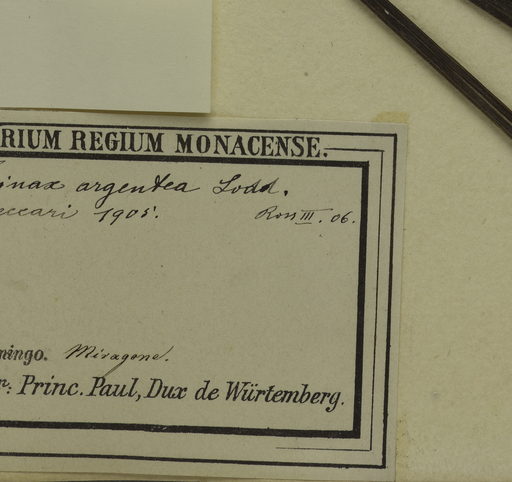 RIUM REGIUM MONACENSE.
inax argentea Lodd.
eccari 1905. Ross III. 06.
mingo. Miragone.
r: Princ. Paul, Dux de Würtemberg.